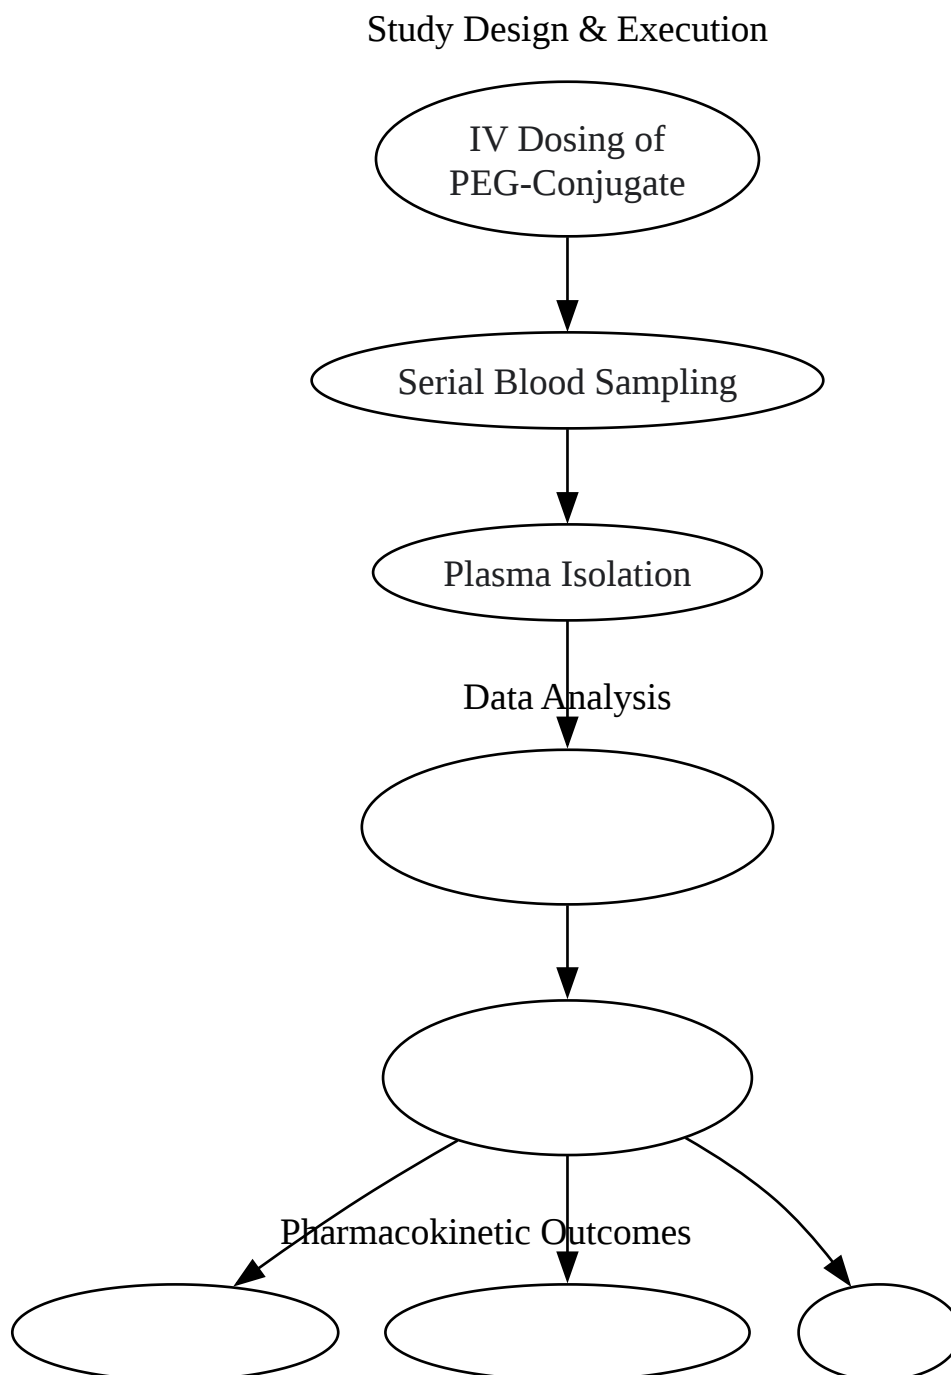 Study Design & Execution
IV Dosing of
PEG-Conjugate
Serial Blood Sampling
Plasma Isolation
Data Analysis
Pharmacokinetic Outcomes